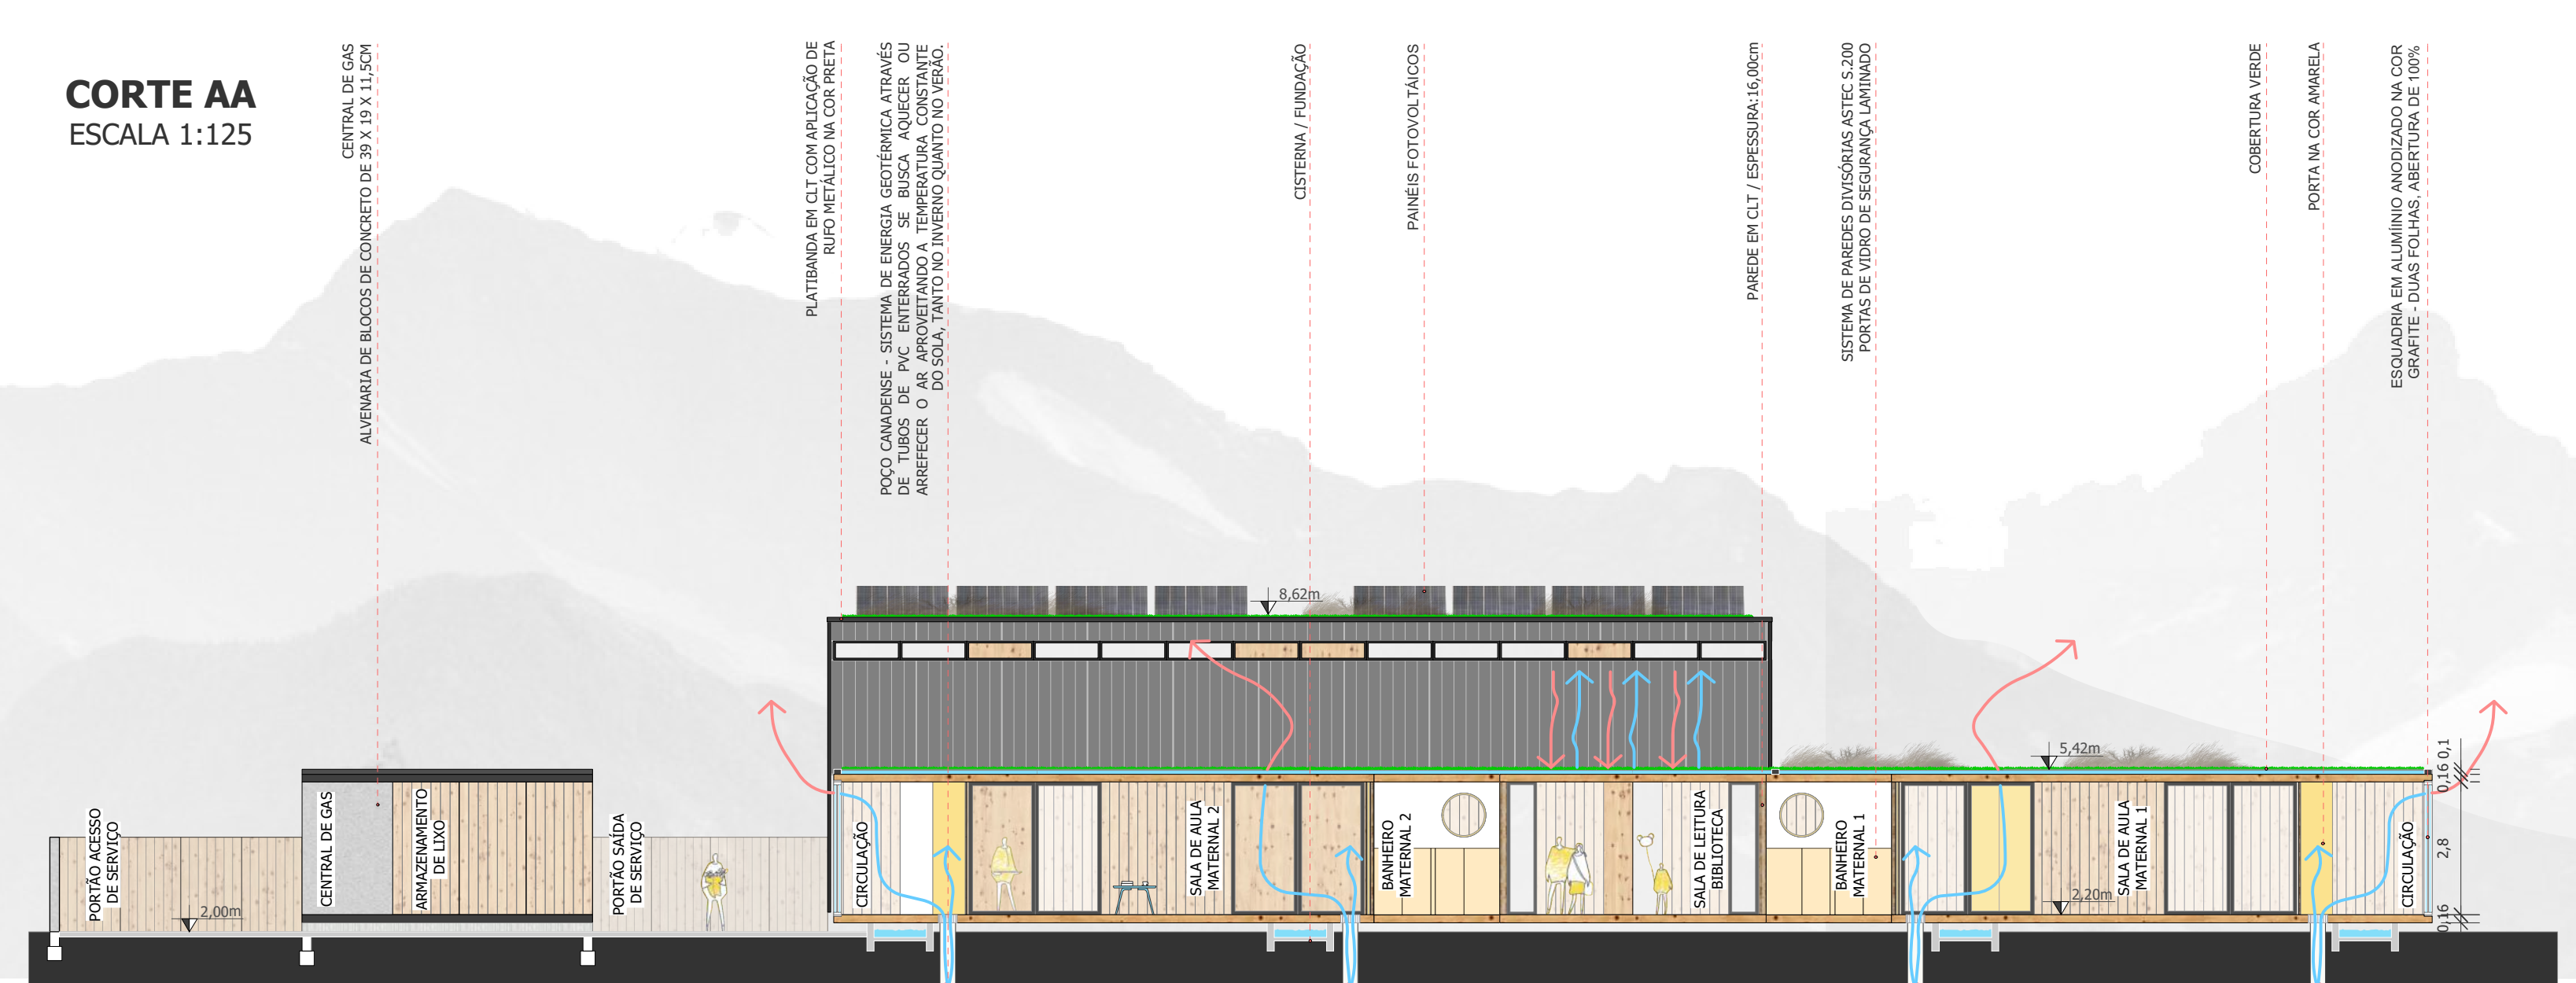 CORTE AA
ESCALA 1:125
CENTRAL DE GAS
ALVENARIA DE BLOCOS DE CONCRETO DE 39 X 19 X 11,5CM
PLATIBANDA EM CLT COM APLICAÇÃO DE
RUFO METÁLICO NA COR PRETA
POÇO CANADENSE - SISTEMA DE ENERGIA GEOTÉRMICA ATRAVÉS
DE TUBOS DE PVC ENTERRADOS SE BUSCA AQUECER OU
ARREFECER O AR APROVEITANDO A TEMPERATURA CONSTANTE
DO SOLA, TANTO NO INVERNO QUANTO NO VERÃO.
CISTERNA / FUNDAÇÃO
PAINÉIS FOTOVOLTÁICOS
PAREDE EM CLT / ESPESSURA:16,00cm
SISTEMA DE PAREDES DIVISÓRIAS ASTEC S.200
PORTAS DE VIDRO DE SEGURANÇA LAMINADO
COBERTURA VERDE
PORTA NA COR AMARELA
ESQUADRIA EM ALUMÍINIO ANODIZADO NA COR
GRAFITE - DUAS FOLHAS, ABERTURA DE 100%
8,62m
5,42m
0,1
0,16
2,8
0,16
PORTÃO ACESSO
DE SERVIÇO
2,00m
CENTRAL DE GAS
ARMAZENAMENTO
DE LIXO
PORTÃO SAÍDA
DE SERVIÇO
CIRCULAÇÃO
SALA DE AULA
MATERNAL 2
BANHEIRO
MATERNAL 2
SALA DE LEITURA
BIBLIOTECA
BANHEIRO
MATERNAL 1
2,20m
SALA DE AULA
MATERNAL 1
CIRCULAÇÃO